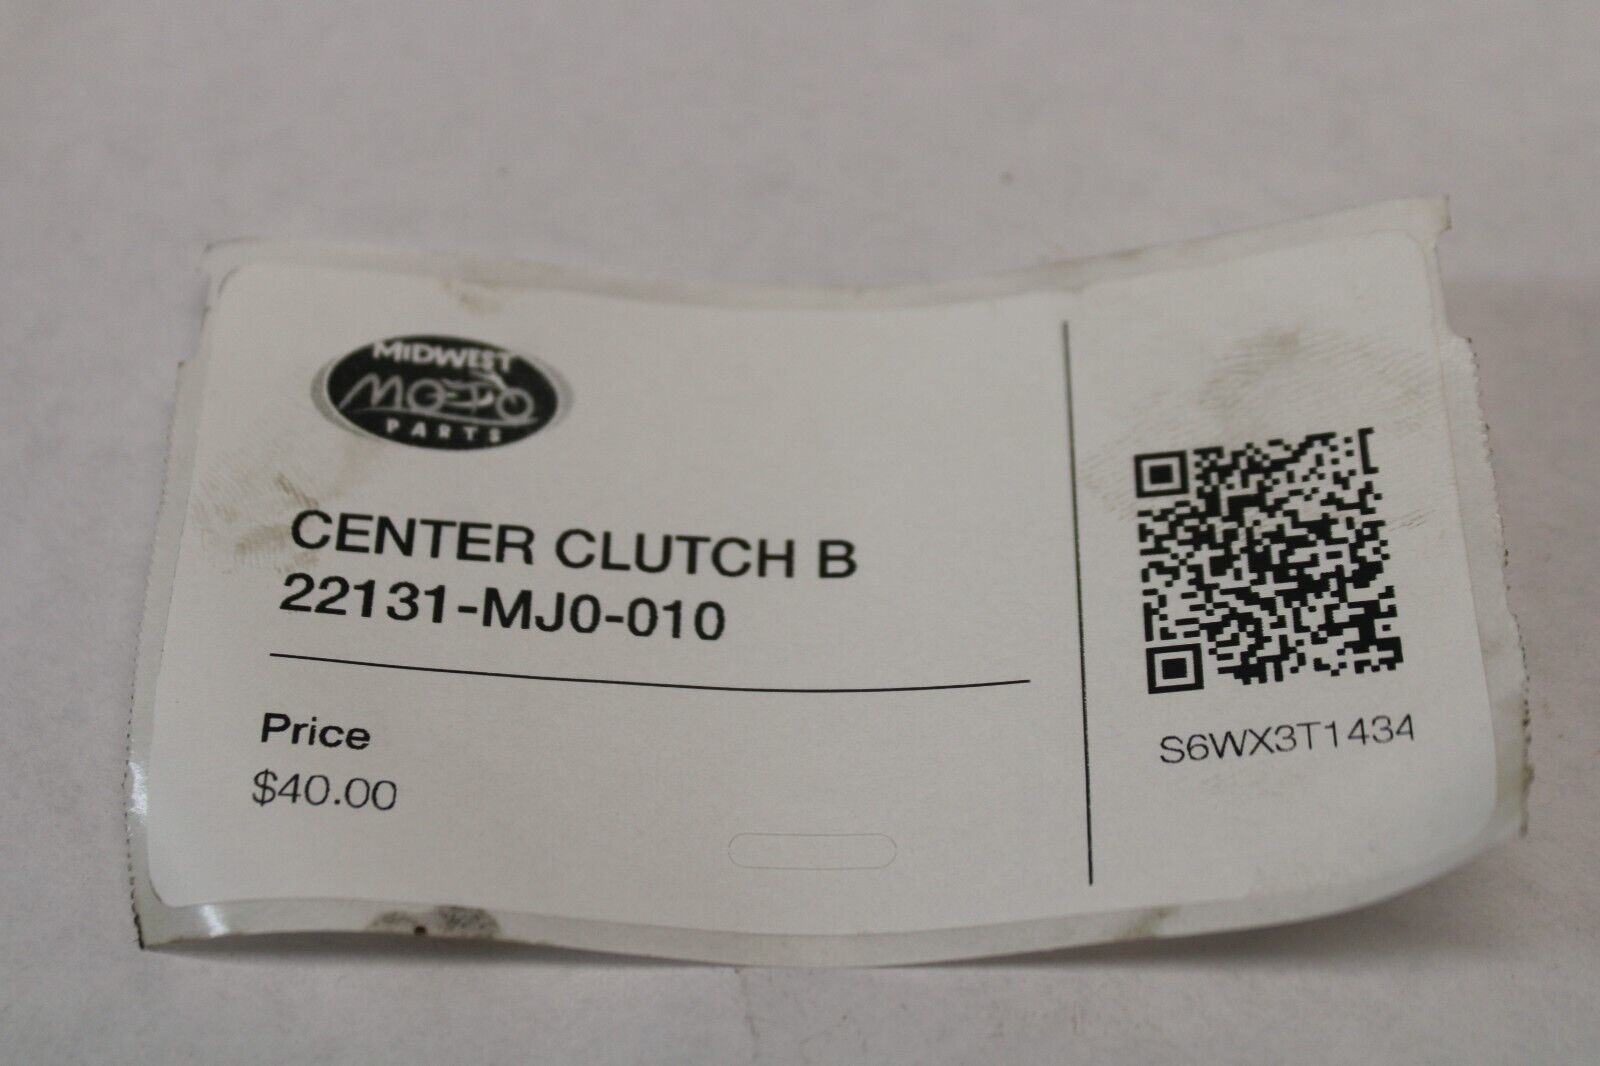 MIDWEST
MOTO
PARTS
CENTER CLUTCH B
22131-MJ0-010
Price
$40.00
S6WX3T1434